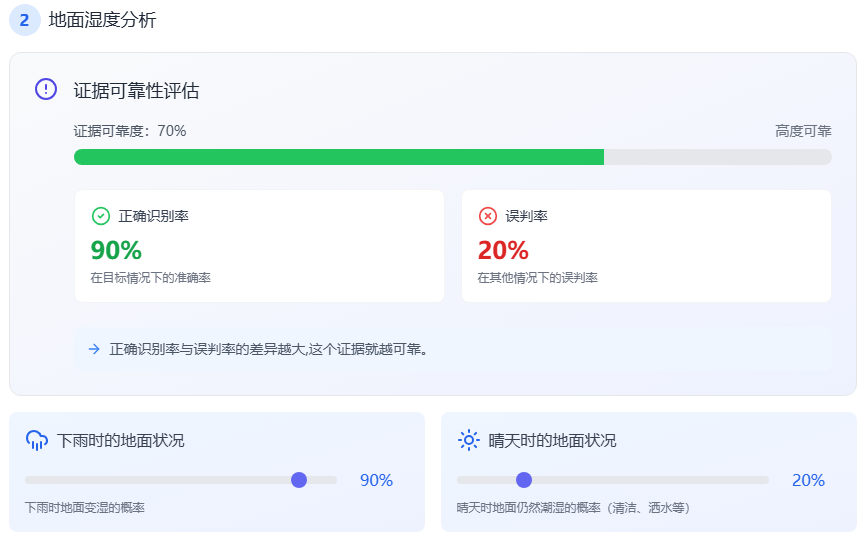 2 地面湿度分析
证据可靠性评估
证据可靠度：70% 高度可靠
正确识别率
90%
在目标情况下的准确率
误判率
20%
在其他情况下的误判率
正确识别率与误判率的差异越大,这个证据就越可靠。
下雨时的地面状况
90%
下雨时地面变湿的概率
晴天时的地面状况
20%
晴天时地面仍然潮湿的概率（清洁、洒水等）